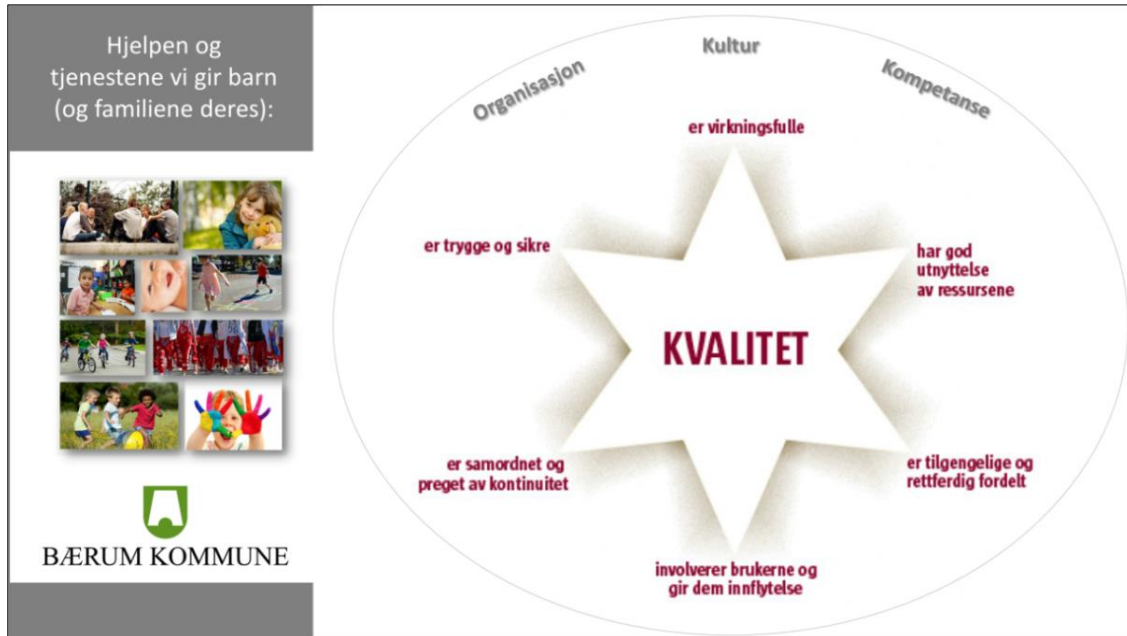 Hjelpen og
tjenestene vi gir barn
(og familiene deres):
BÆRUM KOMMUNE
Organisasjon
Kultur
Kompetanse
er virkningsfulle
er trygge og sikre
har god
utnyttelse
av ressursene
KVALITET
er samordnet og
preget av kontinuitet
er tilgengelige og
rettferdig fordelt
involverer brukerne og
gir dem innflytelse